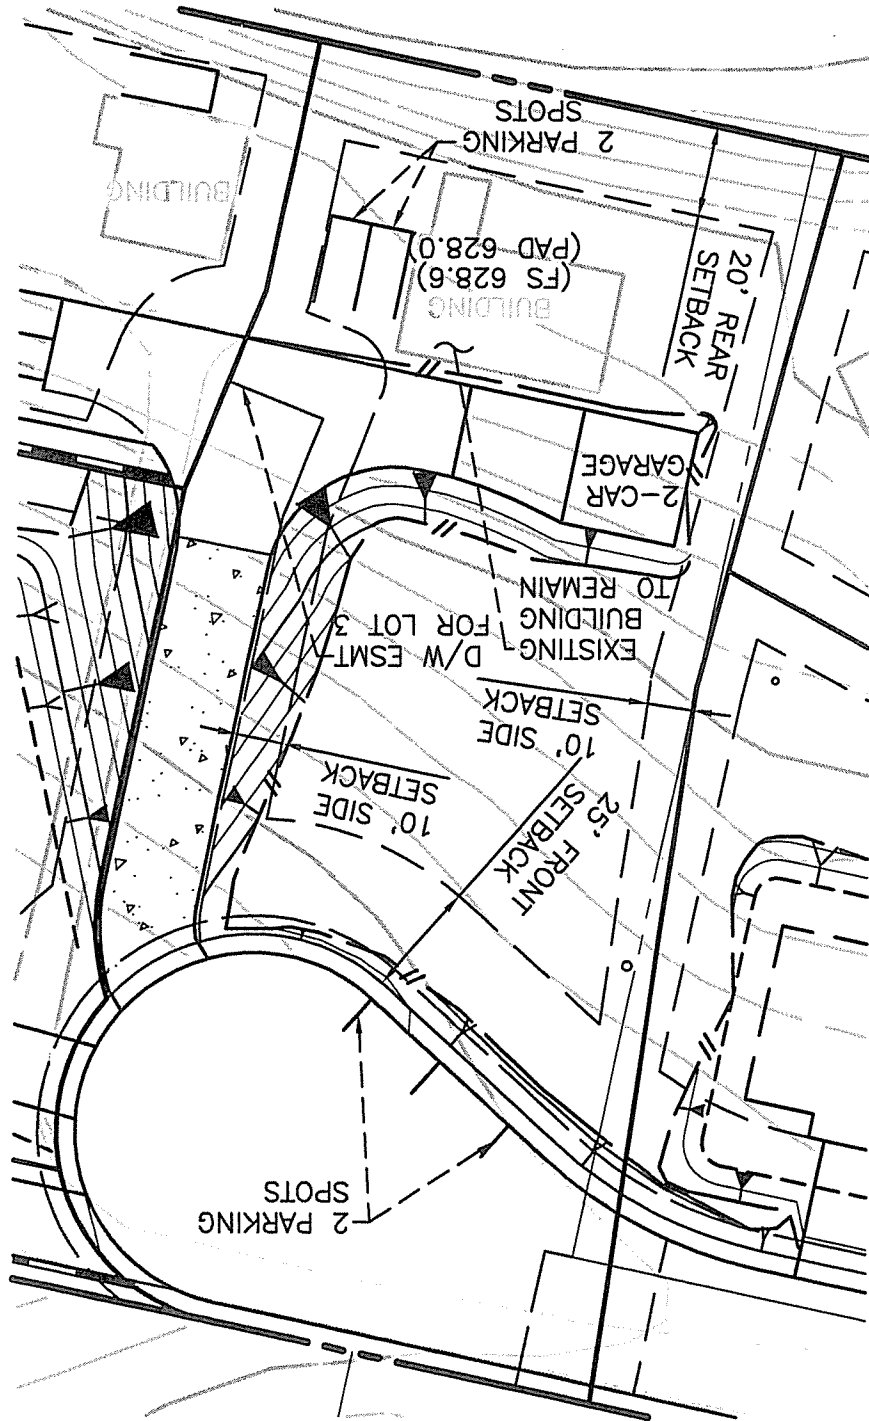 2 PARKING
SPOTS
25' FRONT
SETBACK
10' SIDE
SETBACK
10' SIDE
SETBACK
EXISTING
BUILDING
TO REMAIN
D/W ESMT
FOR LOT 3
2-CAR
GARAGE
20' REAR
SETBACK
BUILDING
(FS 628.6)
(PAD 628.0)
BUILDING
2 PARKING
SPOTS